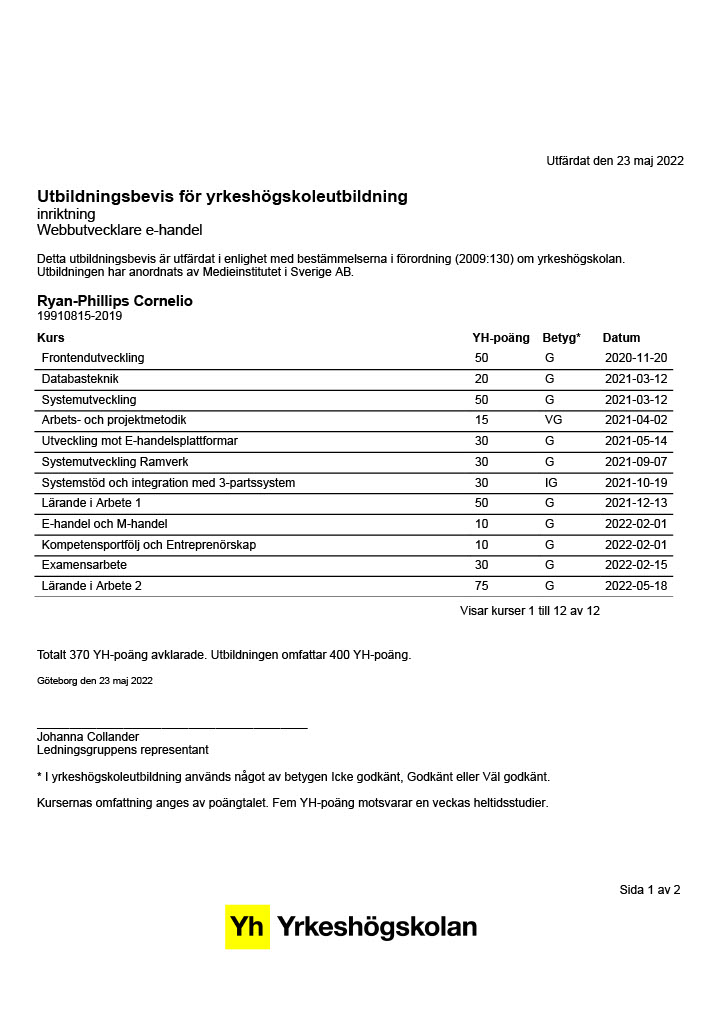 Utfärdat den 23 maj 2022
Utbildningsbevis för yrkeshögskoleutbildning
inriktning
Webbutvecklare e-handel
Detta utbildningsbevis är utfärdat i enlighet med bestämmelserna i förordning (2009:130) om yrkeshögskolan.
Utbildningen har anordnats av Medieinstitutet i Sverige AB.
Ryan-Phillips Cornelio
19910815-2019
Kurs YH-poäng Betyg* Datum
Frontendutveckling 50 G 2020-11-20
Databasteknik 20 G 2021-03-12
Systemutveckling 50 G 2021-03-12
Arbets- och projektmetodik 15 VG 2021-04-02
Utveckling mot E-handelsplattformar 30 G 2021-05-14
Systemutveckling Ramverk 30 G 2021-09-07
Systemstöd och integration med 3-partssystem 30 IG 2021-10-19
Lärande i Arbete 1 50 G 2021-12-13
E-handel och M-handel 10 G 2022-02-01
Kompetensportfölj och Entreprenörskap 10 G 2022-02-01
Examensarbete 30 G 2022-02-15
Lärande i Arbete 2 75 G 2022-05-18
Visar kurser 1 till 12 av 12
Totalt 370 YH-poäng avklarade. Utbildningen omfattar 400 YH-poäng.
Göteborg den 23 maj 2022
Johanna Collander
Ledningsgruppens representant
* I yrkeshögskoleutbildning används något av betygen Icke godkänt, Godkänt eller Väl godkänt.
Kursernas omfattning anges av poängtalet. Fem YH-poäng motsvarar en veckas heltidsstudier.
Sida 1 av 2
Yh Yrkeshögskolan